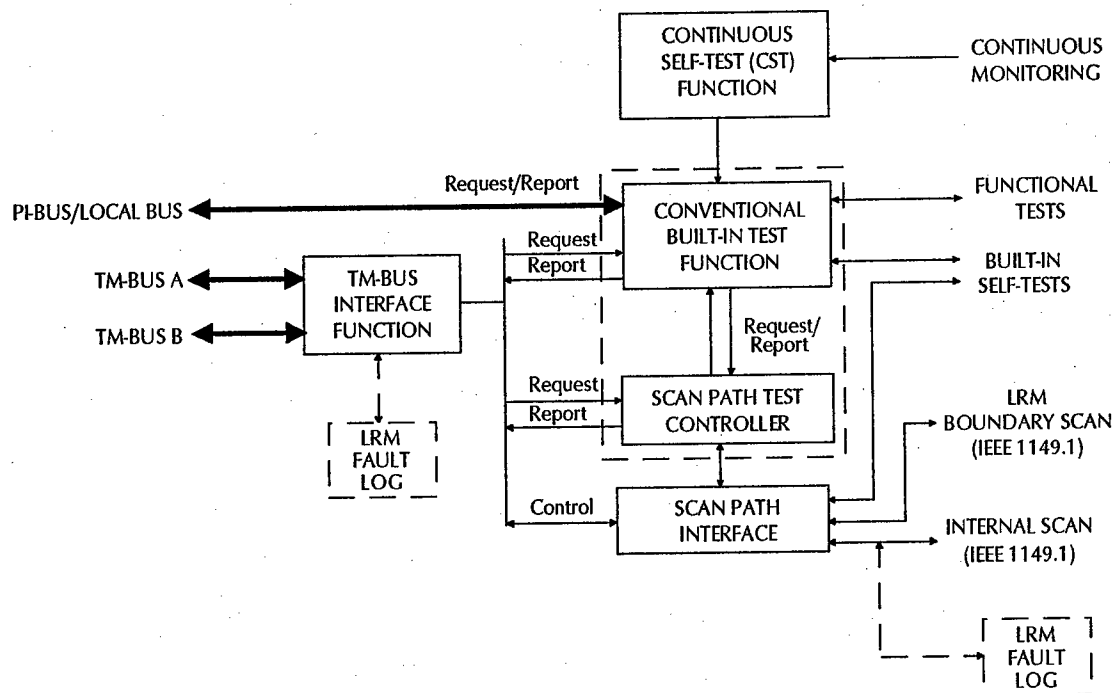 CONTINUOUS
SELF-TEST (CST)
FUNCTION
CONTINUOUS
MONITORING
Request/Report
PI-BUS/LOCAL BUS
CONVENTIONAL
BUILT-IN TEST
FUNCTION
FUNCTIONAL
TESTS
Request
Report
TM-BUS A
TM-BUS B
TM-BUS
INTERFACE
FUNCTION
BUILT-IN
SELF-TESTS
Request/
Report
Request
Report
SCAN PATH TEST
CONTROLLER
LRM
BOUNDARY SCAN
(IEEE 1149.1)
LRM
FAULT
LOG
Control
SCAN PATH
INTERFACE
INTERNAL SCAN
(IEEE 1149.1)
LRM
FAULT
LOG